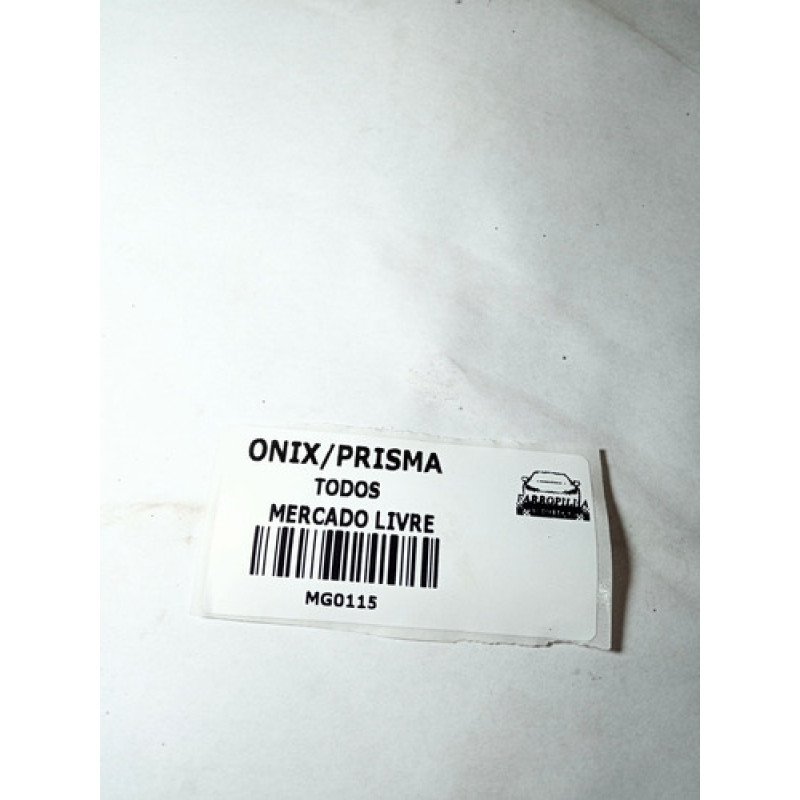 ONIX/PRISMA
TODOS
MERCADO LIVRE
MG0115